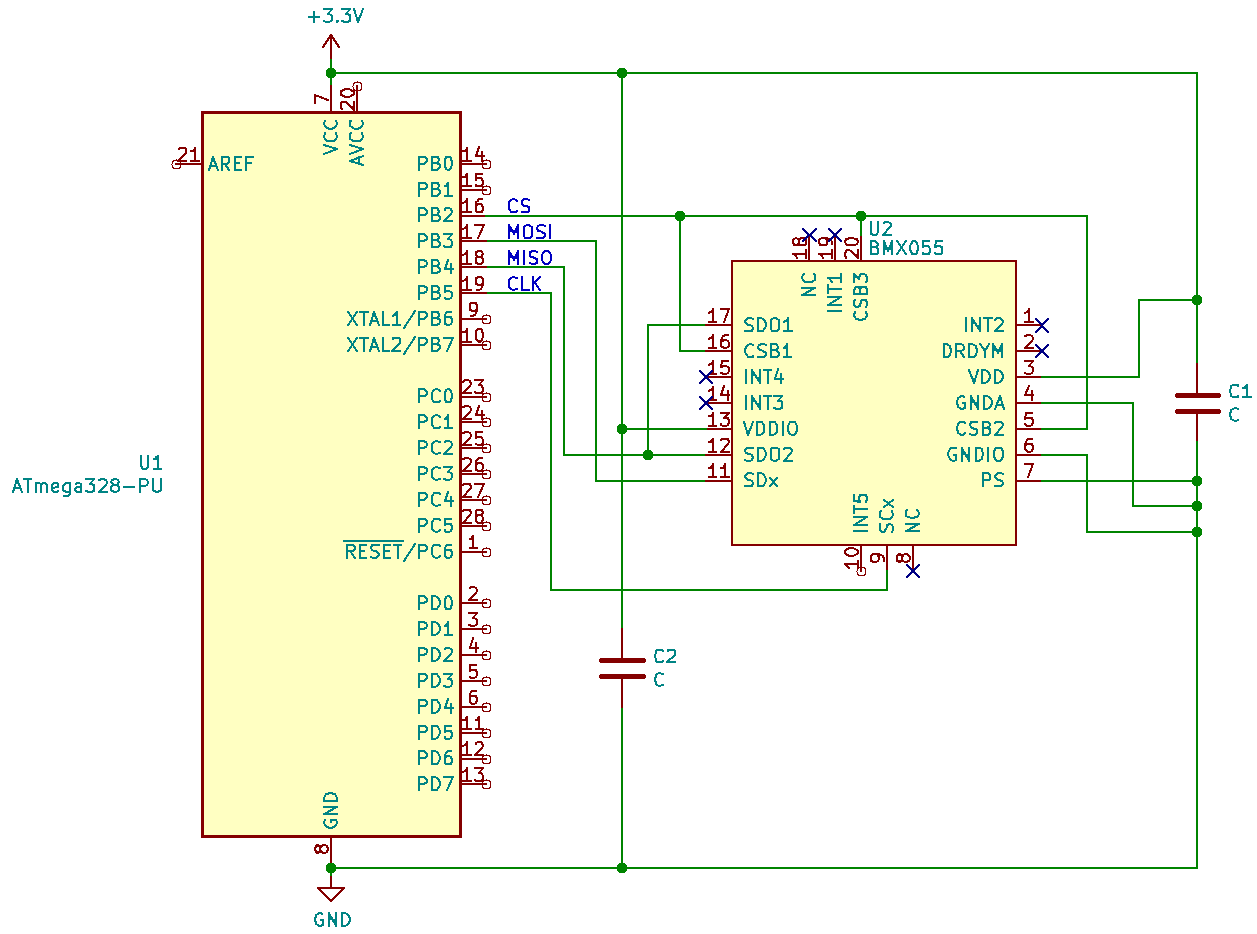 +3.3V
7
20
VCC
AVCC
21
AREF
14
PB0
15
PB1
16
PB2
CS
17
PB3
MOSI
18
PB4
MISO
19
PB5
CLK
XTAL1/PB6
9
XTAL2/PB7
10
PC0
23
PC1
24
PC2
25
PC3
26
PC4
27
PC5
28
RESET/PC6
1
PD0
2
PD1
3
PD2
4
PD3
5
PD4
6
PD5
11
PD6
12
PD7
13
GND
8
GND
U1
ATmega328-PU
U2
BMX055
18
19
20
NC
INT1
CSB3
17
SDO1
16
CSB1
15
INT4
14
INT3
13
VDDIO
12
SDO2
11
SDx
INT2
1
DRDYM
2
VDD
3
GNDA
4
CSB2
5
GNDIO
6
PS
7
INT5
SCx
NC
10
9
8
C1
C
C2
C